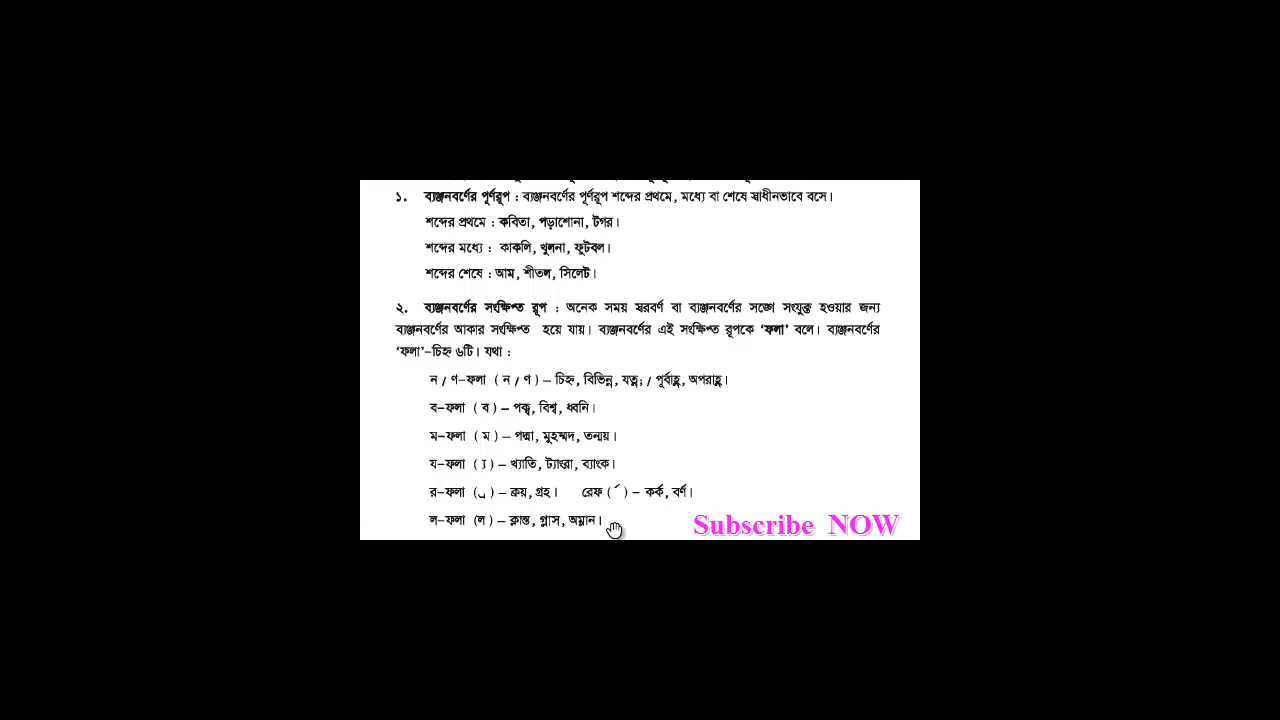 ১. ব্যঞ্জনবর্ণের পূর্ণরূপ : ব্যঞ্জনবর্ণের পূর্ণরূপ শব্দের প্রথমে, মধ্যে বা শেষে স্বাধীনভাবে বসে।
শব্দের প্রথমে : কবিতা, পড়াশোনা, টগর।
শব্দের মধ্যে : কাকলি, খুলনা, ফুটবল।
শব্দের শেষে : আম, শীতল, সিলেট।
২. ব্যঞ্জনবর্ণের সংক্ষিপ্ত রূপ : অনেক সময় স্বরবর্ণ বা ব্যঞ্জনবর্ণের সঙ্গে সংযুক্ত হওয়ার জন্য
ব্যঞ্জনবর্ণের আকার সংক্ষিপ্ত হয়ে যায়। ব্যঞ্জনবর্ণের এই সংক্ষিপ্ত রূপকে ‘ফলা’ বলে। ব্যঞ্জনবর্ণের
‘ফলা’–চিহ্ন ৬টি। যথা :
ন / ণ–ফলা ( ন / ণ ) – চিহ্ন, বিভিন্ন, যত্ন; / পূর্বাহ্ণ, অপরাহ্ণ।
ব–ফলা ( ব ) – পক্ব, বিশ্ব, ধ্বনি।
ম–ফলা ( ম ) – পদ্মা, মুহম্মদ, তন্ময়।
য–ফলা ( ্য ) – খ্যাতি, ট্যাংরা, ব্যাংক।
র–ফলা ( ্র ) – ক্রয়, গ্রহ। রেফ ( র্ ) – কর্ক, বর্ণ।
ল–ফলা (ল ) – ক্লান্ত, গ্লাস, অম্লান।
Subscribe NOW